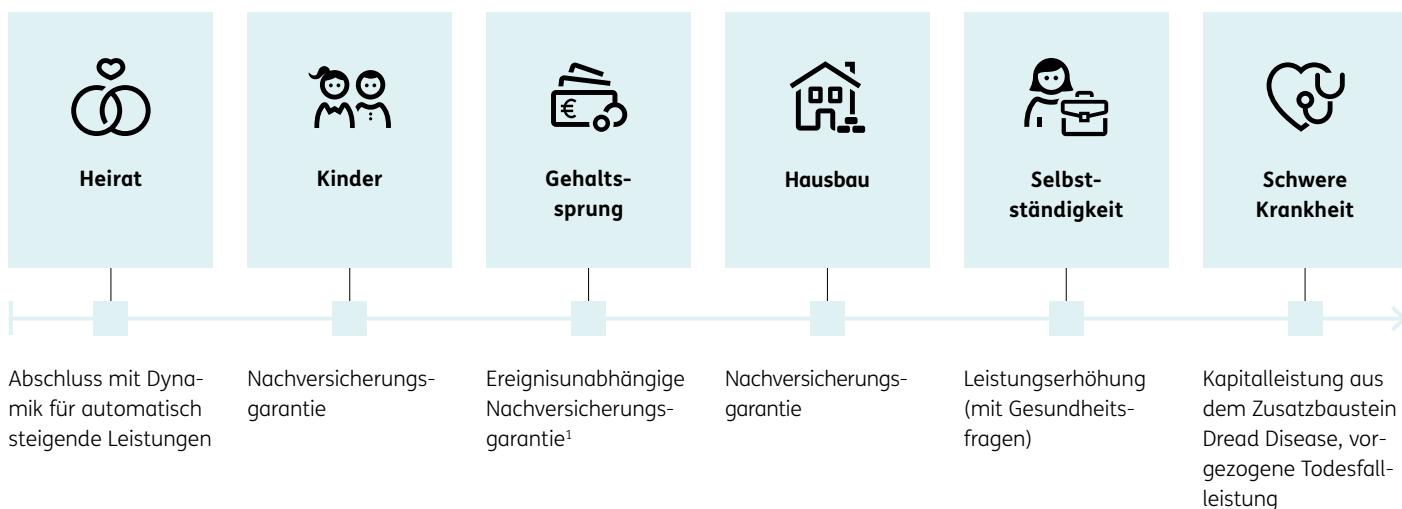 Heirat
Kinder
Gehalts-
sprung
Hausbau
Selbst-
ständigkeit
Schwere
Krankheit
Abschluss mit Dyna-
mik für automatisch
steigende Leistungen
Nachversicherungs-
garantie
Ereignisunabhängige
Nachversicherungs-
garantie¹
Nachversicherungs-
garantie
Leistungserhöhung
(mit Gesundheits-
fragen)
Kapitalleistung aus
dem Zusatzbaustein
Dread Disease, vor-
gezogene Todesfall-
leistung
€